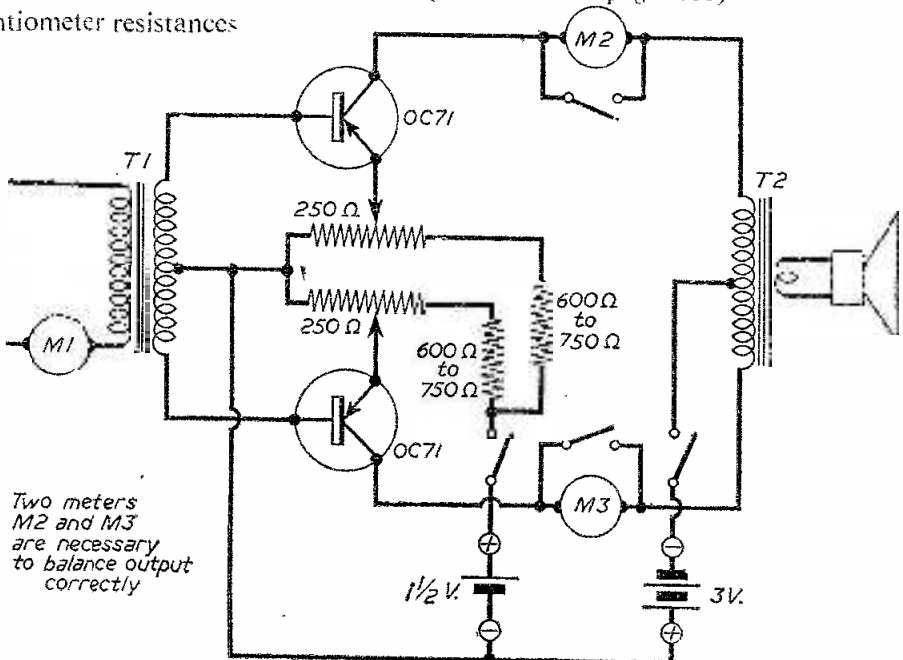 ntiometer resistances
M2
OC71
T1
T2
250 Ω
250 Ω
600 Ω
to
750 Ω
600 Ω
to
750 Ω
M1
OC71
M3
Two meters
M2 and M3
are necessary
to balance output
correctly
+
−
1½ V.
3V.
−
+